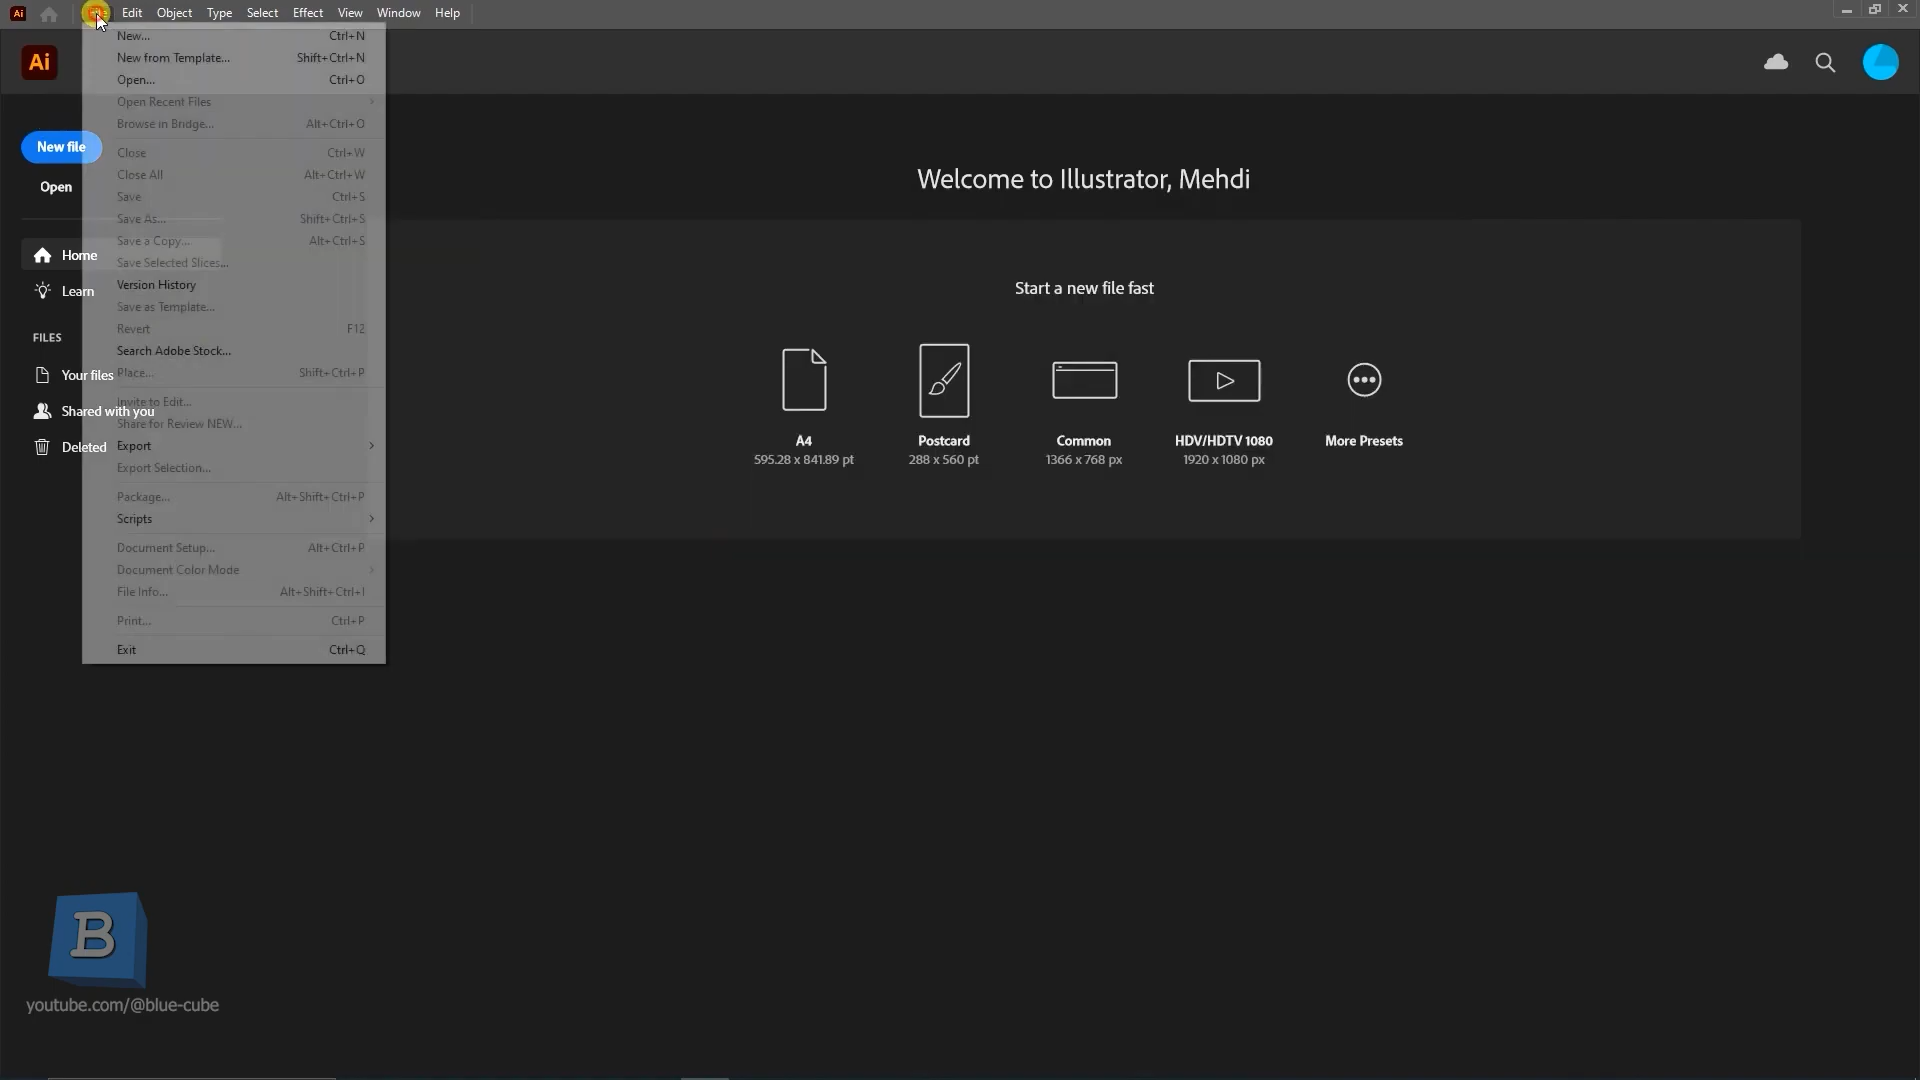 Ai
Edit Object Type Select Effect View Window Help
New... Ctrl+N
New from Template... Shift+Ctrl+N
Open... Ctrl+O
Open Recent Files
Browse in Bridge... Alt+Ctrl+O
Close Ctrl+W
Close All Alt+Ctrl+W
Save Ctrl+S
Save As... Shift+Ctrl+S
Save a Copy... Alt+Ctrl+S
Save Selected Slices...
Version History
Save as Template...
Revert F12
Search Adobe Stock...
Place... Shift+Ctrl+P
Invite to Edit...
Share for Review NEW...
Export
Export Selection...
Package... Alt+Shift+Ctrl+P
Scripts
Document Setup... Alt+Ctrl+P
Document Color Mode
File Info... Alt+Shift+Ctrl+I
Print... Ctrl+P
Exit Ctrl+Q
Ai
New file
Open
Home
Learn
FILES
Your files
Shared with you
Deleted
Welcome to Illustrator, Mehdi
Start a new file fast
A4
595.28 x 841.89 pt
Postcard
288 x 560 pt
Common
1366 x 768 px
HDV/HDTV 1080
1920 x 1080 px
More Presets
B
youtube.com/@blue-cube